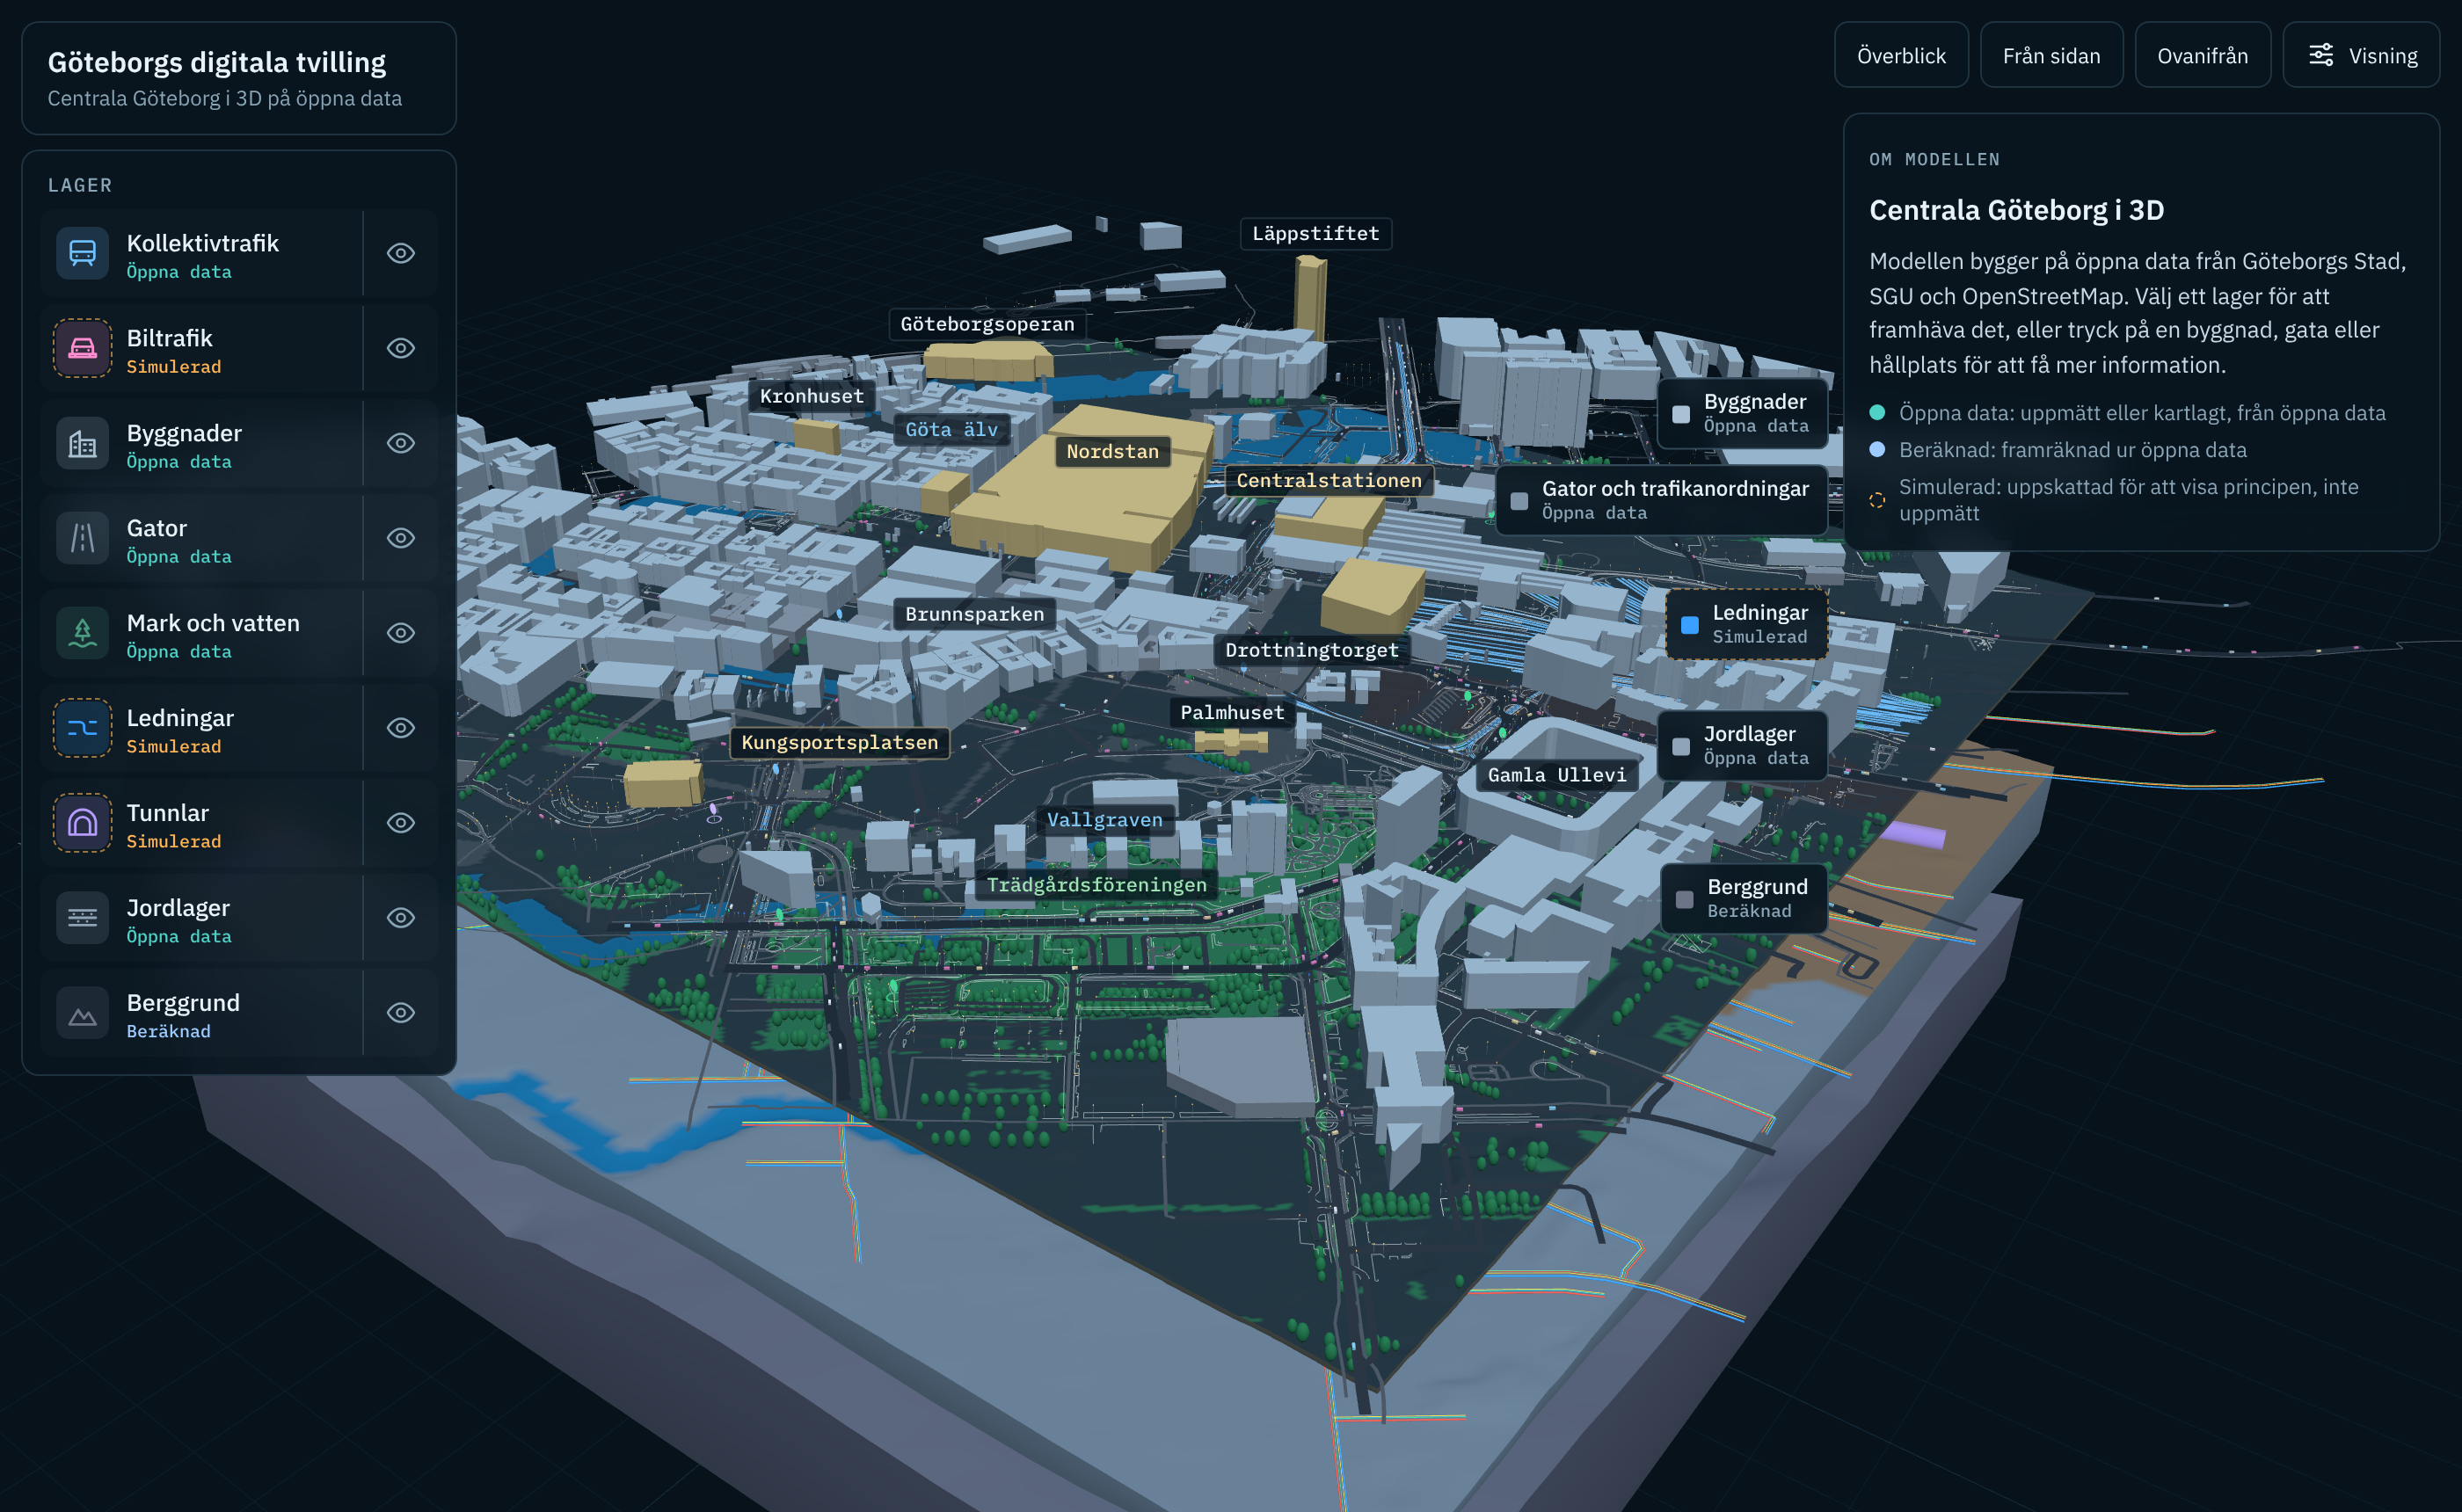 Göteborgs digitala tvilling
Centrala Göteborg i 3D på öppna data
LAGER
Kollektivtrafik
Öppna data
Biltrafik
Simulerad
Byggnader
Öppna data
Gator
Öppna data
Mark och vatten
Öppna data
Ledningar
Simulerad
Tunnlar
Simulerad
Jordlager
Öppna data
Berggrund
Beräknad
Läppstiftet
Göteborgsoperan
Kronhuset
Göta älv
Nordstan
Centralstationen
Brunnsparken
Drottningtorget
Palmhuset
Kungsportsplatsen
Gamla Ullevi
Vallgraven
Trädgårdsföreningen
Byggnader
Öppna data
Gator och trafikanordningar
Öppna data
Ledningar
Simulerad
Jordlager
Öppna data
Berggrund
Beräknad
Överblick
Från sidan
Ovanifrån
Visning
OM MODELLEN
Centrala Göteborg i 3D
Modellen bygger på öppna data från Göteborgs Stad,
SGU och OpenStreetMap. Välj ett lager för att
framhäva det, eller tryck på en byggnad, gata eller
hållplats för att få mer information.
Öppna data: uppmätt eller kartlagt, från öppna data
Beräknad: framräknad ur öppna data
Simulerad: uppskattad för att visa principen, inte
uppmätt